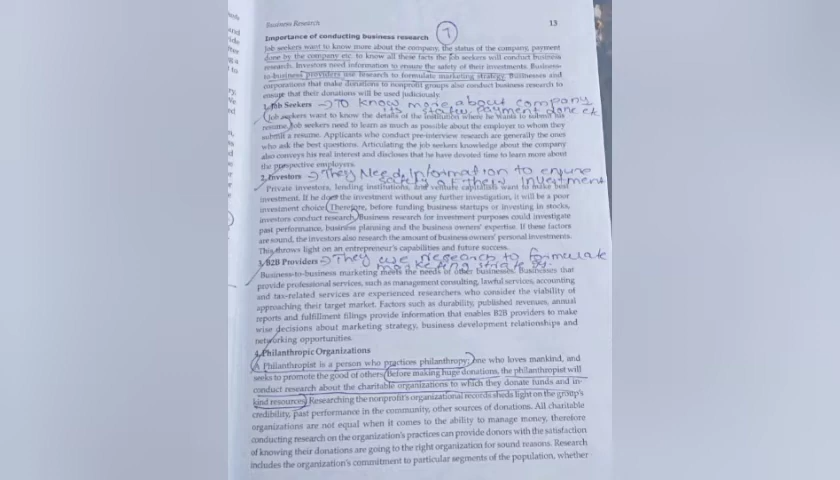 Business Research 13
7
Importance of conducting business research
Job seekers want to know more about the company, the status of the company, payment
done by the company etc. to know all these facts the job seekers will conduct business
research. Investors need information to ensure the safety of their investments. Business-
to-business providers use research to formulate marketing strategy. Businesses and
corporations that make donations to nonprofit groups also conduct business research to
ensure that their donations will be used judiciously.
1. Job Seekers → To know more about company
its status, payment done etc
Job seekers want to know the details of the institution where he wants to submit his
resume. Job seekers need to learn as much as possible about the employer to whom they
submit a resume. Applicants who conduct pre-interview research are generally the ones
who ask the best questions. Articulating the job seekers knowledge about the company
also conveys his real interest and discloses that he have devoted time to learn more about
the prospective employers.
2. Investors → They Need Information to ensure
safety of their investment
Private investors, lending institutions, and venture capitalists want to make best
investment. If he does the investment without any further investigation, it will be a poor
investment choice. Therefore, before funding business startups or investing in stocks,
investors conduct research. Business research for investment purposes could investigate
past performance, business planning and the business owners' expertise. If these factors
are sound, the investors also research the amount of business owners' personal investments.
This throws light on an entrepreneur's capabilities and future success.
3. B2B Providers → They use research to formulate
marketing strategy.
Business-to-business marketing meets the needs of other businesses. Businesses that
provide professional services, such as management consulting, lawful services, accounting
and tax-related services are experienced researchers who consider the viability of
approaching their target market. Factors such as durability, published revenues, annual
reports and fulfillment filings provide information that enables B2B providers to make
wise decisions about marketing strategy, business development relationships and
networking opportunities.
4. Philanthropic Organizations
A Philanthropist is a person who practices philanthropy; one who loves mankind, and
seeks to promote the good of others. Before making huge donations, the philanthropist will
conduct research about the charitable organizations to which they donate funds and in-
kind resources. Researching the nonprofit's organizational records sheds light on the group's
credibility, past performance in the community, other sources of donations. All charitable
organizations are not equal when it comes to the ability to manage money, therefore
conducting research on the organization's practices can provide donors with the satisfaction
of knowing their donations are going to the right organization for sound reasons. Research
includes the organization's commitment to particular segments of the population, whether